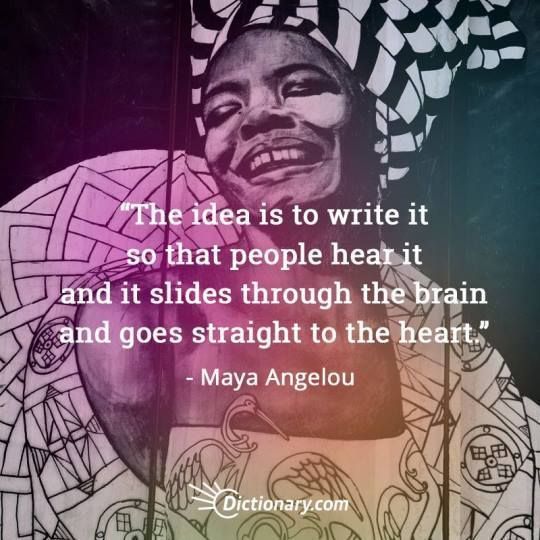 “The idea is to write it
so that people hear it
and it slides through the brain
and goes straight to the heart.”
- Maya Angelou
Dictionary.com